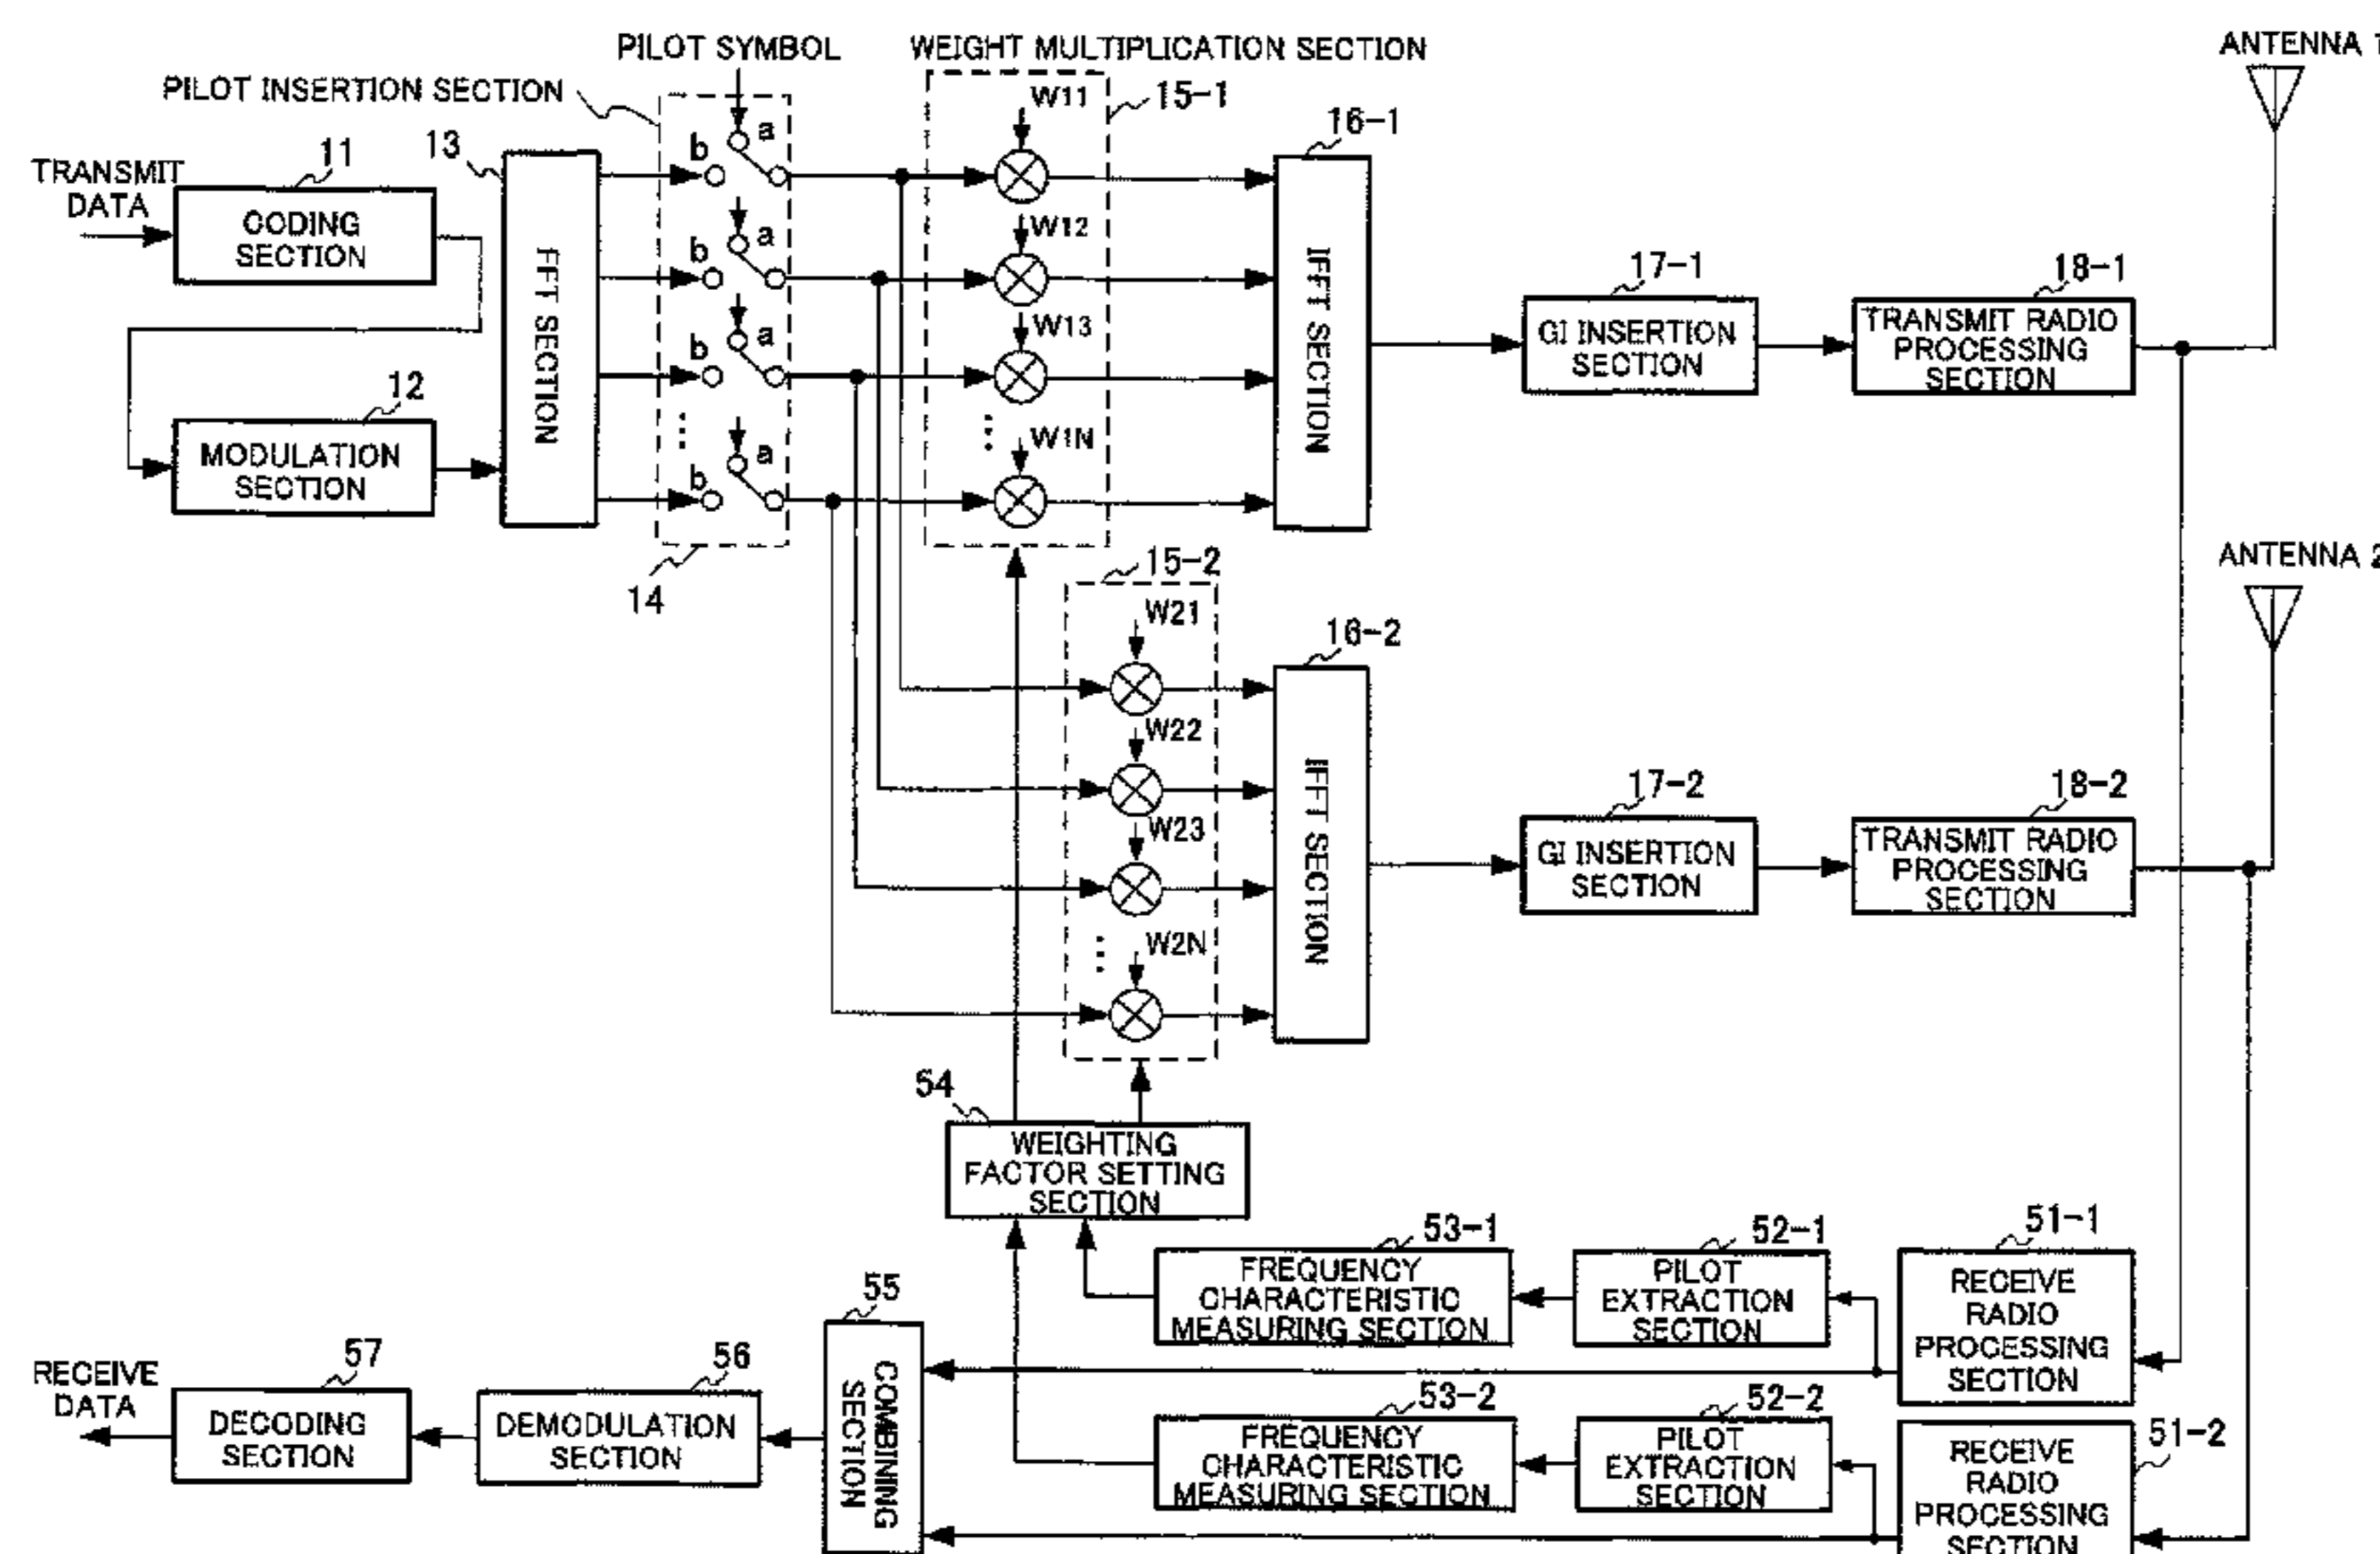 PILOT SYMBOL
WEIGHT MULTIPLICATION SECTION
ANTENNA 1
PILOT INSERTION SECTION
15-1
W11
16-1
TRANSMIT
DATA
11
13
a
b
CODING
SECTION
FFT SECTION
W12
a
b
IFFT SECTION
17-1
18-1
W13
a
b
GI INSERTION
SECTION
TRANSMIT RADIO
PROCESSING
SECTION
12
MODULATION
SECTION
W1N
a
b
14
15-2
ANTENNA 2
W21
16-2
W22
IFFT SECTION
17-2
18-2
W23
GI INSERTION
SECTION
TRANSMIT RADIO
PROCESSING
SECTION
W2N
54
WEIGHTING
FACTOR SETTING
SECTION
53-1
52-1
51-1
FREQUENCY
CHARACTERISTIC
MEASURING SECTION
PILOT
EXTRACTION
SECTION
RECEIVE
RADIO
PROCESSING
SECTION
55
COMBINING
SECTION
RECEIVE
DATA
57
56
DECODING
SECTION
DEMODULATION
SECTION
53-2
52-2
51-2
FREQUENCY
CHARACTERISTIC
MEASURING SECTION
PILOT
EXTRACTION
SECTION
RECEIVE
RADIO
PROCESSING
SECTION